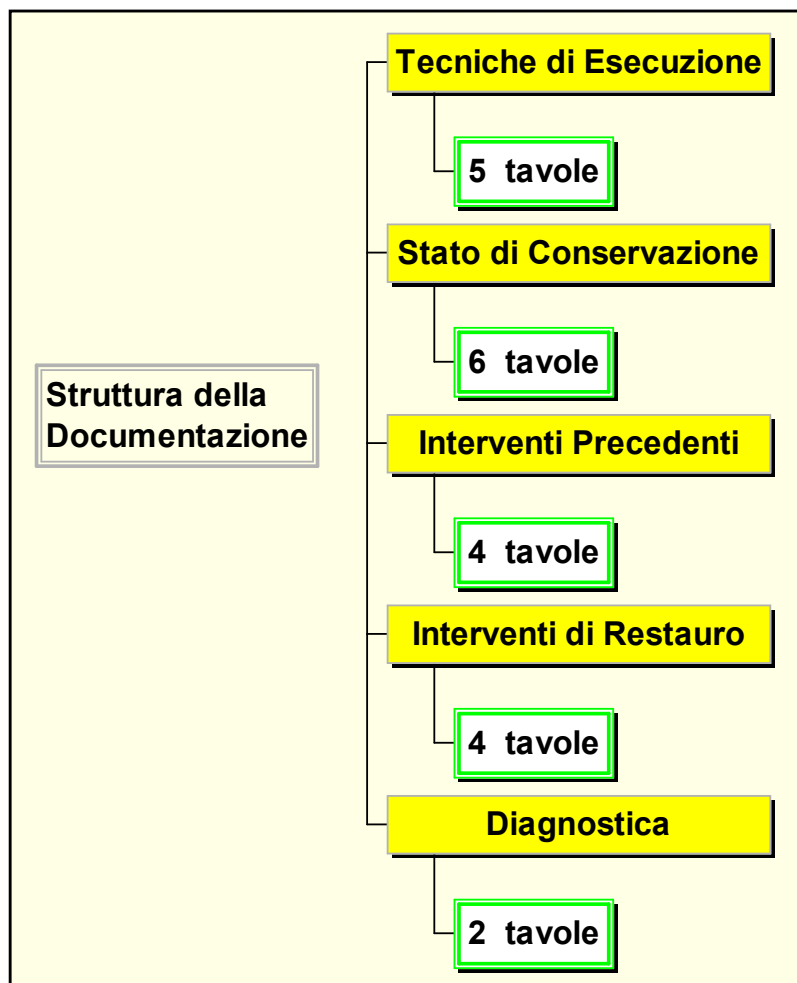 Tecniche di Esecuzione
5 tavole
Stato di Conservazione
6 tavole
Struttura della
Documentazione
Interventi Precedenti
4 tavole
Interventi di Restauro
4 tavole
Diagnostica
2 tavole